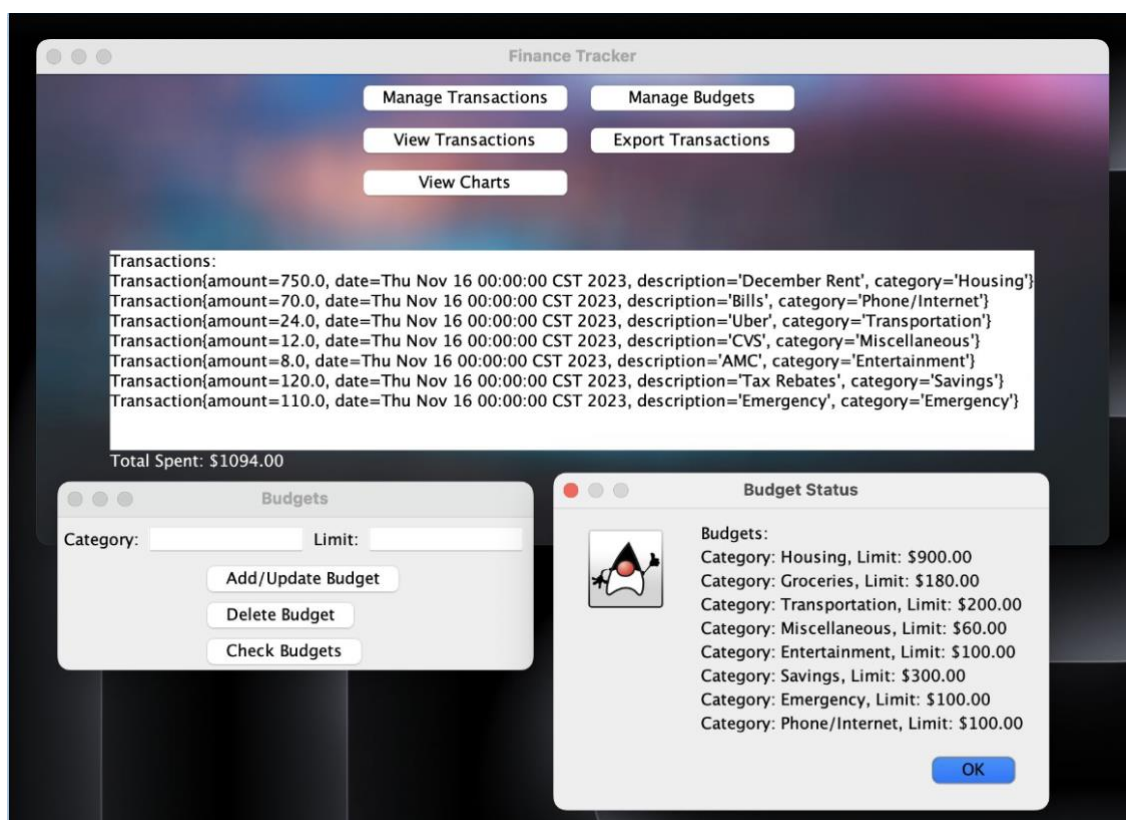 Finance Tracker
Manage Transactions
Manage Budgets
View Transactions
Export Transactions
View Charts
Transactions:
Transaction{amount=750.0, date=Thu Nov 16 00:00:00 CST 2023, description='December Rent', category='Housing'}
Transaction{amount=70.0, date=Thu Nov 16 00:00:00 CST 2023, description='Bills', category='Phone/Internet'}
Transaction{amount=24.0, date=Thu Nov 16 00:00:00 CST 2023, description='Uber', category='Transportation'}
Transaction{amount=12.0, date=Thu Nov 16 00:00:00 CST 2023, description='CVS', category='Miscellaneous'}
Transaction{amount=8.0, date=Thu Nov 16 00:00:00 CST 2023, description='AMC', category='Entertainment'}
Transaction{amount=120.0, date=Thu Nov 16 00:00:00 CST 2023, description='Tax Rebates', category='Savings'}
Transaction{amount=110.0, date=Thu Nov 16 00:00:00 CST 2023, description='Emergency', category='Emergency'}
Total Spent: $1094.00
Budgets
Category:
Limit:
Add/Update Budget
Delete Budget
Check Budgets
Budget Status
Budgets:
Category: Housing, Limit: $900.00
Category: Groceries, Limit: $180.00
Category: Transportation, Limit: $200.00
Category: Miscellaneous, Limit: $60.00
Category: Entertainment, Limit: $100.00
Category: Savings, Limit: $300.00
Category: Emergency, Limit: $100.00
Category: Phone/Internet, Limit: $100.00
OK